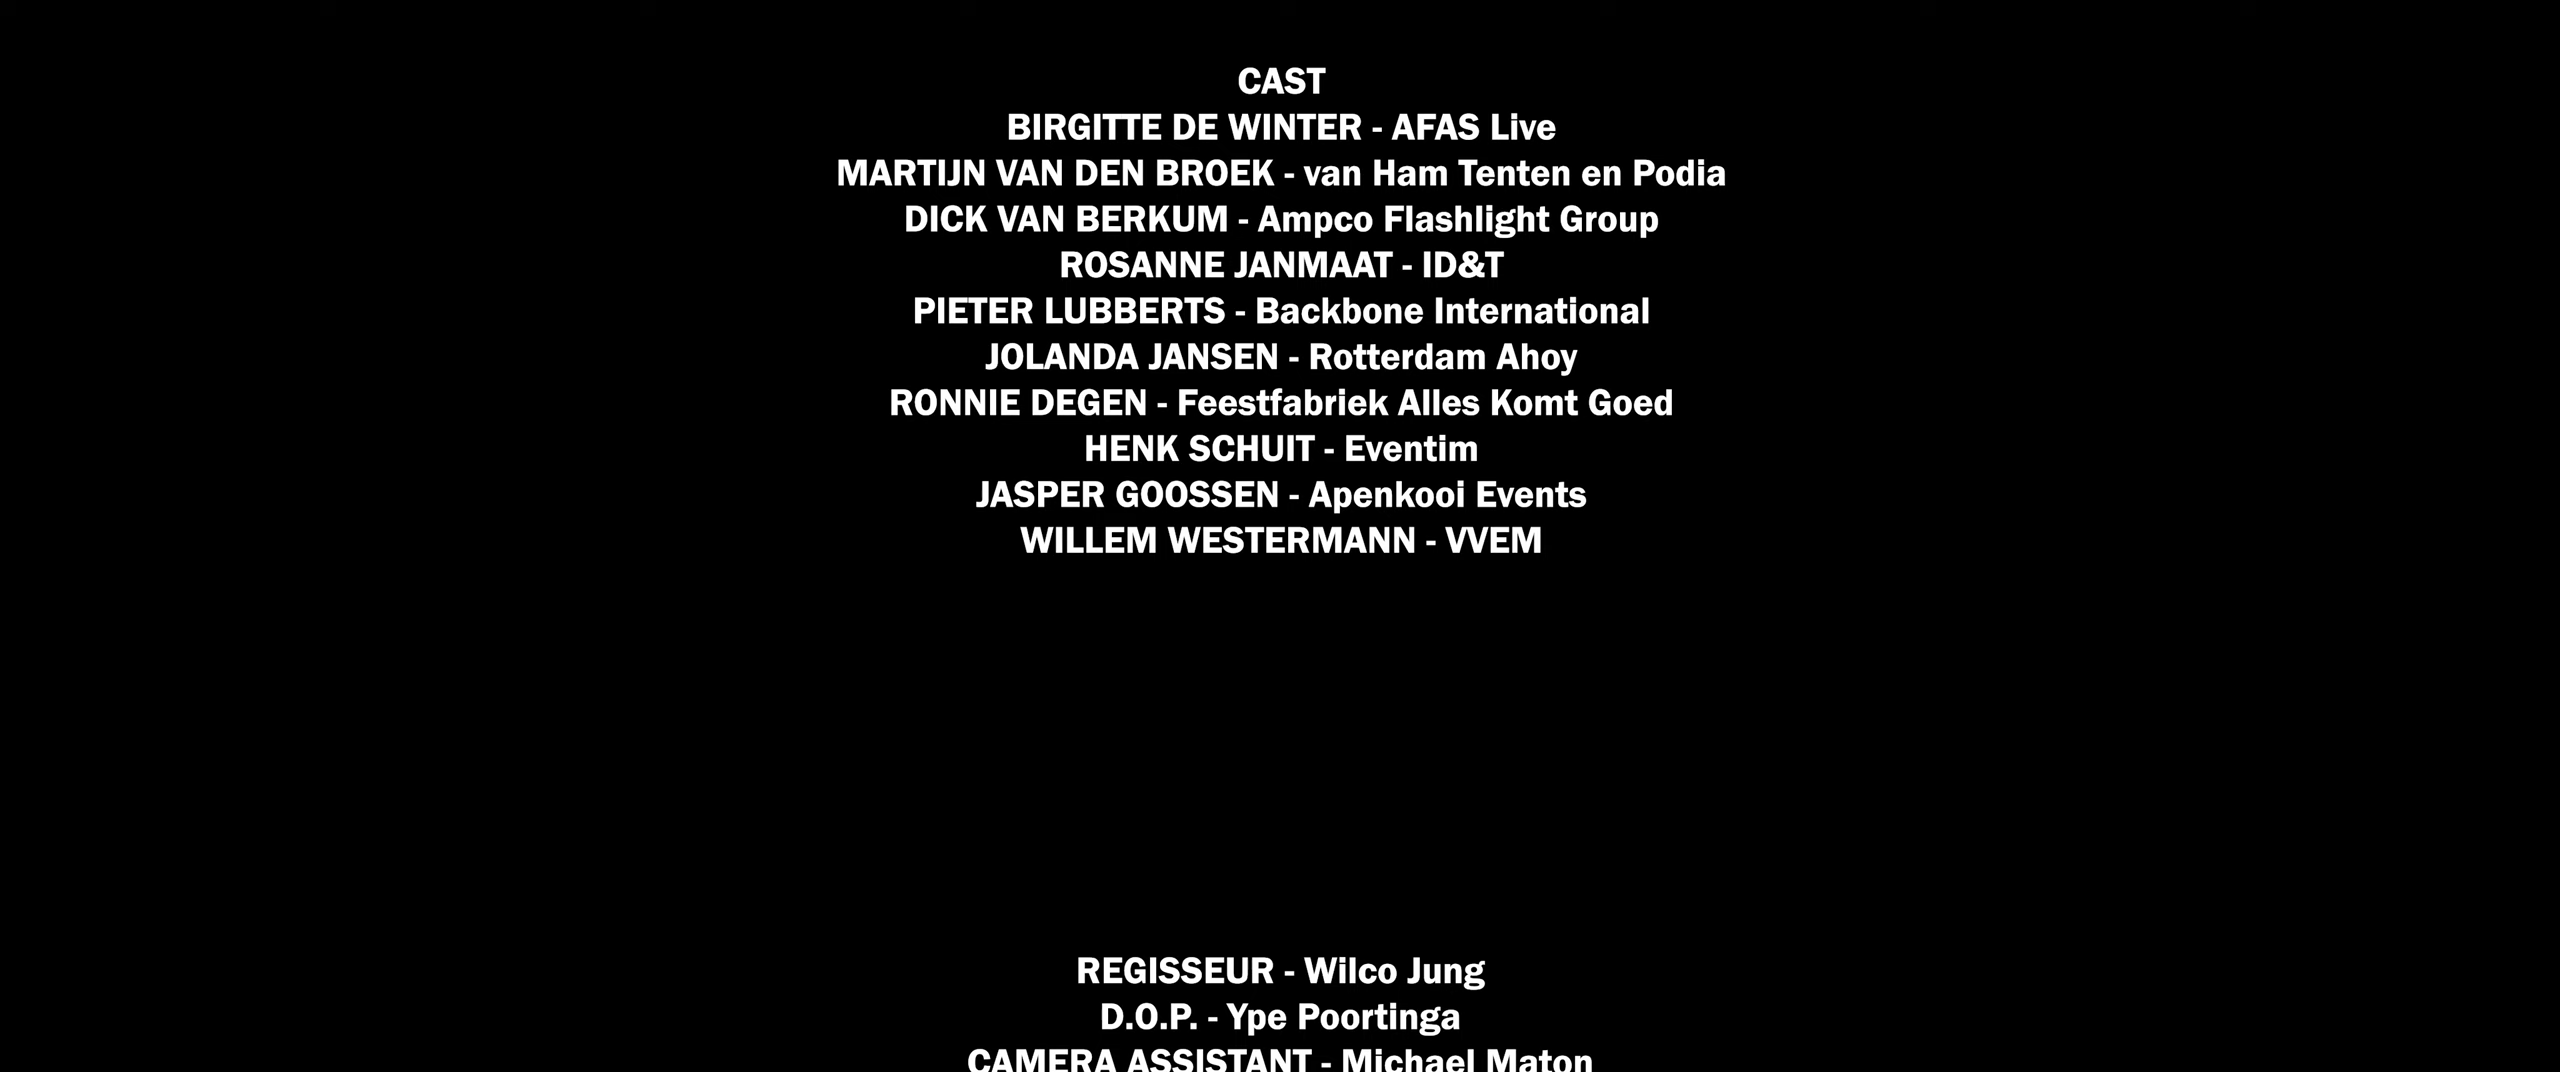 CAST
BIRGITTE DE WINTER - AFAS Live
MARTIJN VAN DEN BROEK - van Ham Tenten en Podia
DICK VAN BERKUM - Ampco Flashlight Group
ROSANNE JANMAAT - ID&T
PIETER LUBBERTS - Backbone International
JOLANDA JANSEN - Rotterdam Ahoy
RONNIE DEGEN - Feestfabriek Alles Komt Goed
HENK SCHUIT - Eventim
JASPER GOOSSEN - Apenkooi Events
WILLEM WESTERMANN - VVEM
REGISSEUR - Wilco Jung
D.O.P. - Ype Poortinga
CAMERA ASSISTANT - Michael Maton